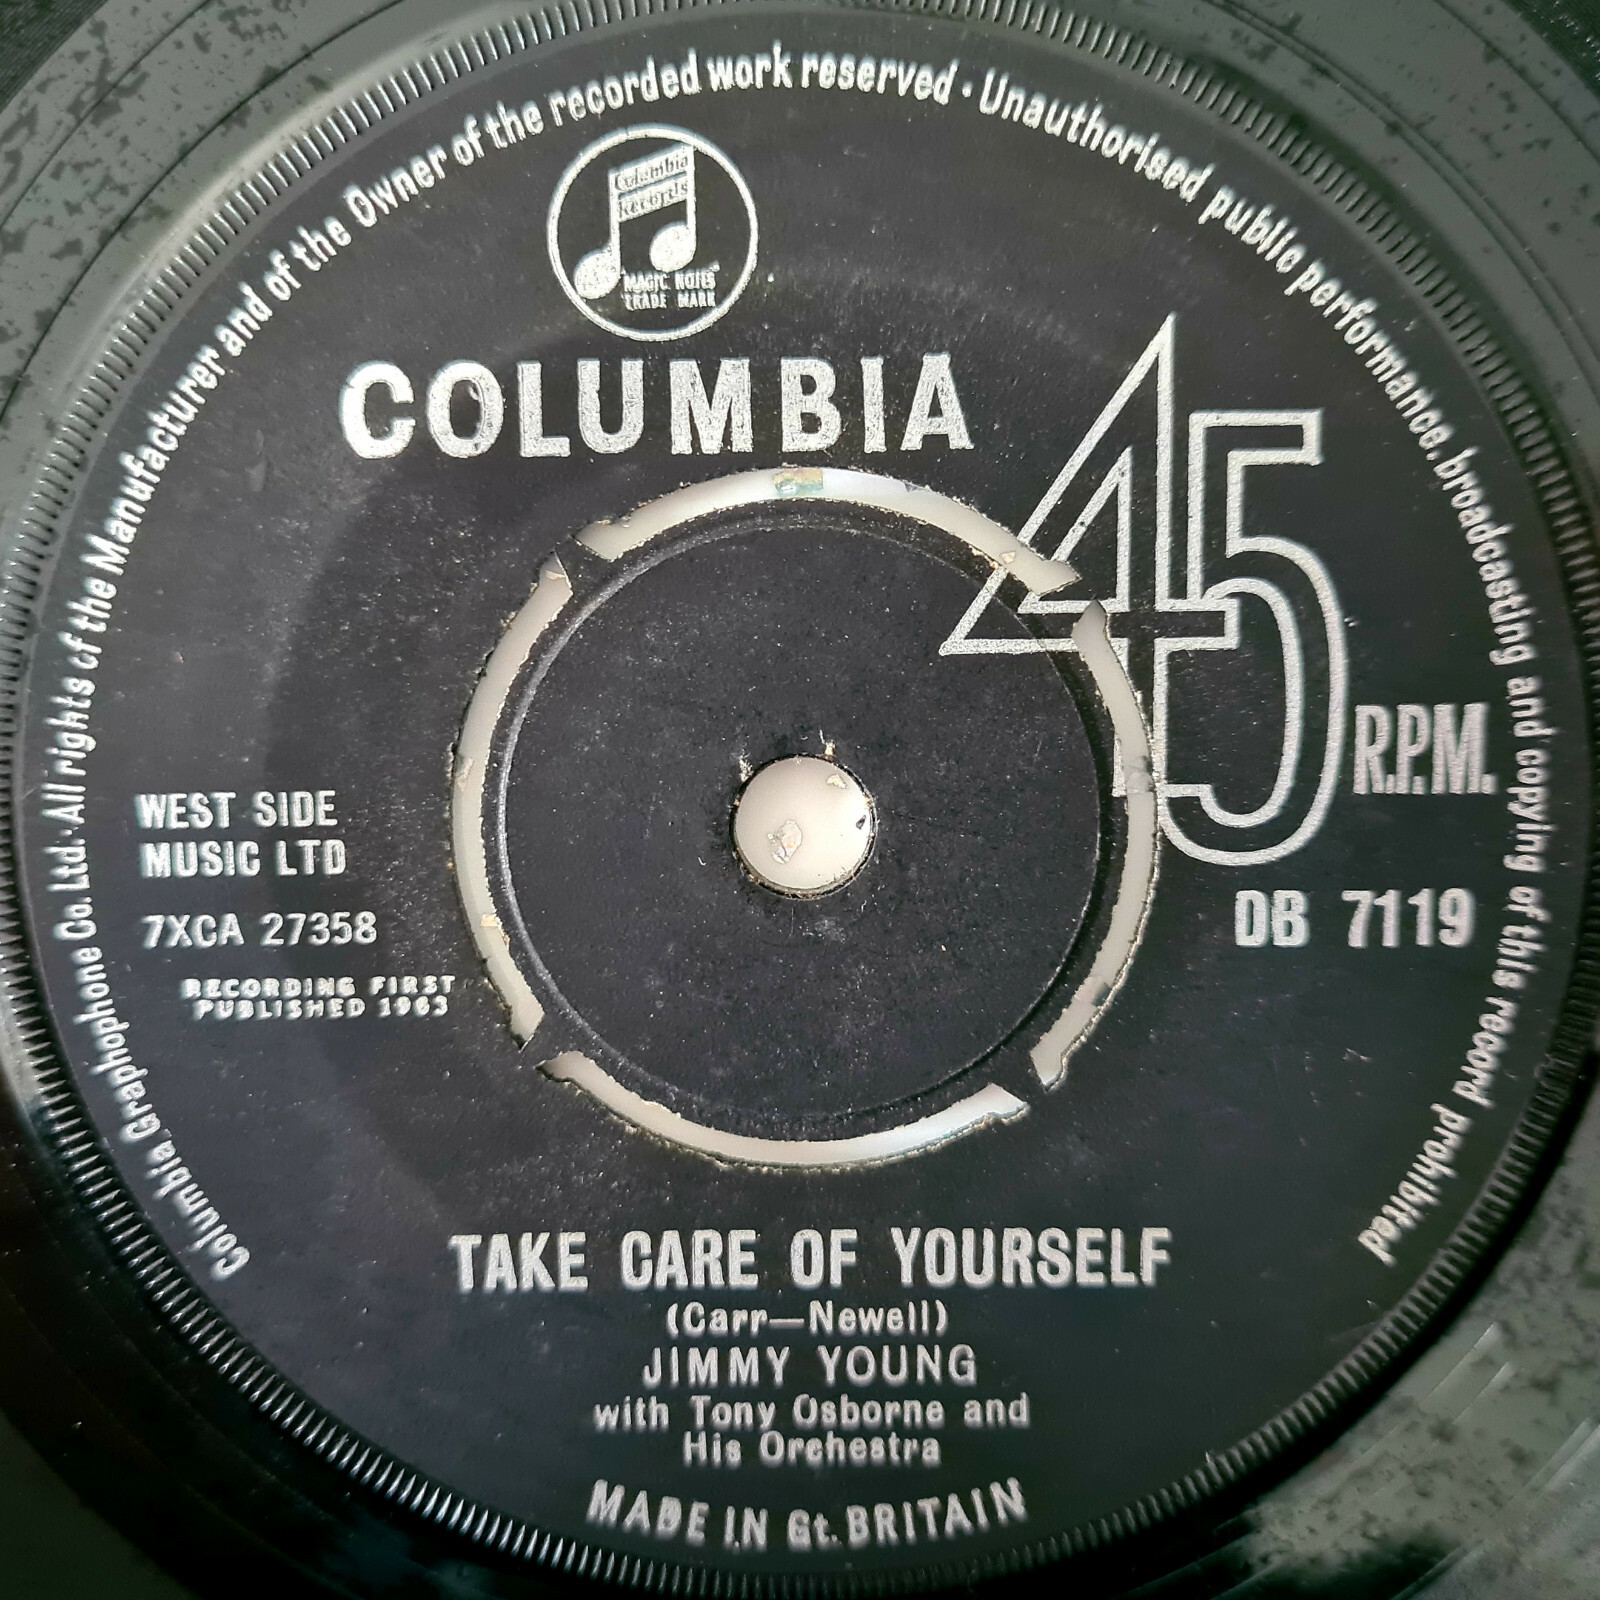 Columbia Graphophone Co. Ltd. · All rights of the Manufacturer and of the Owner of the recorded work reserved · Unauthorised public performance, broadcasting and copying of this record prohibited
Columbia
Records
"MAGIC NOTES"
TRADE MARK
COLUMBIA
45
R.P.M.
WEST SIDE
MUSIC LTD
7XCA 27358
DB 7119
RECORDING FIRST
PUBLISHED 1963
TAKE CARE OF YOURSELF
(Carr—Newell)
JIMMY YOUNG
with Tony Osborne and
His Orchestra
MADE IN Gt. BRITAIN